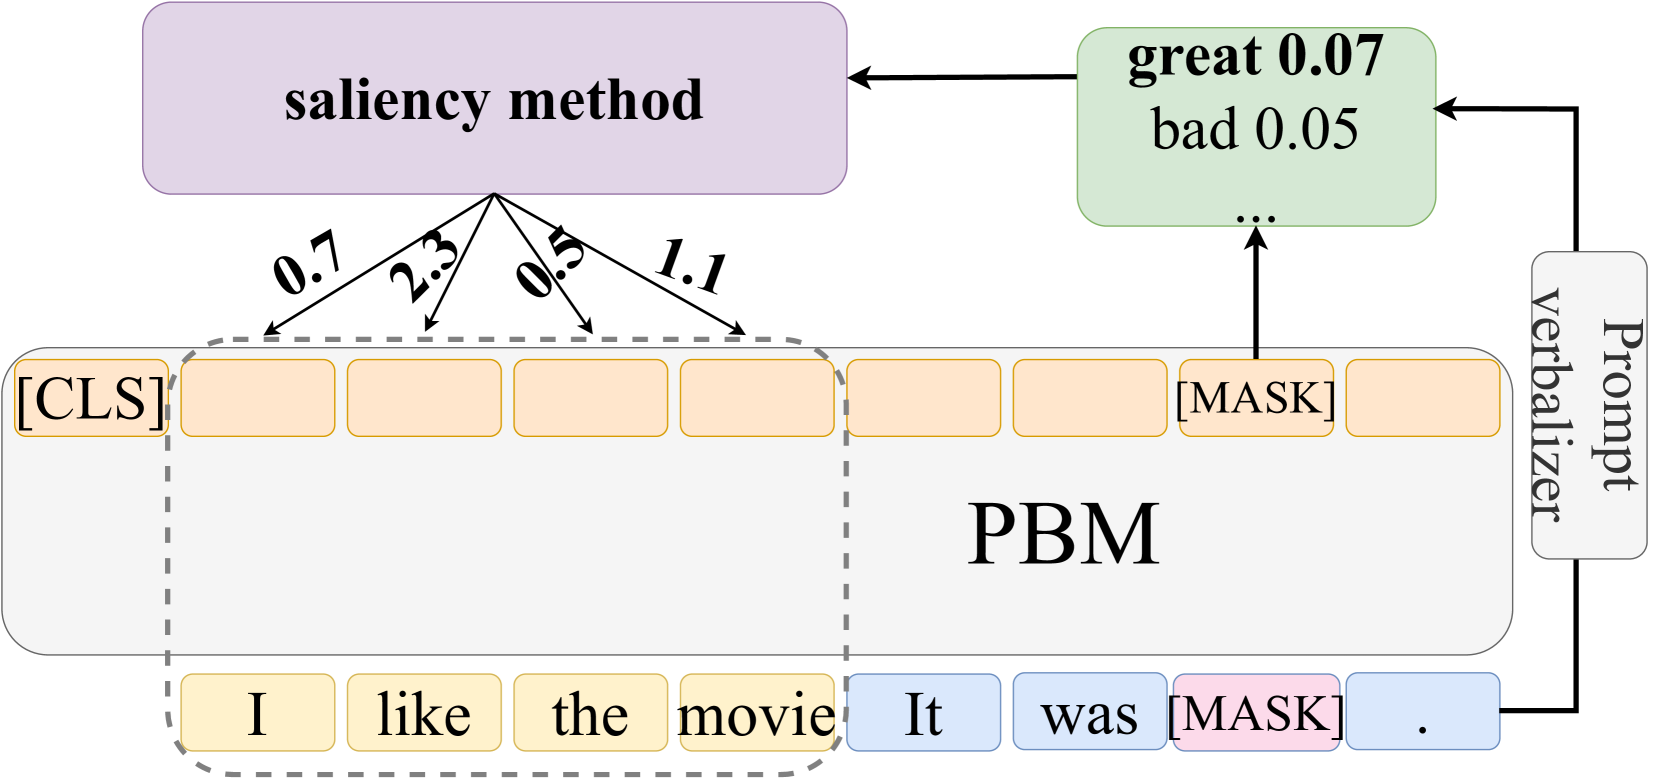 saliency method
great 0.07
bad 0.05
...
0.7 2.3 0.5 1.1
Prompt
verbalizer
[CLS] [MASK]
PBM
I like the movie It was [MASK] .